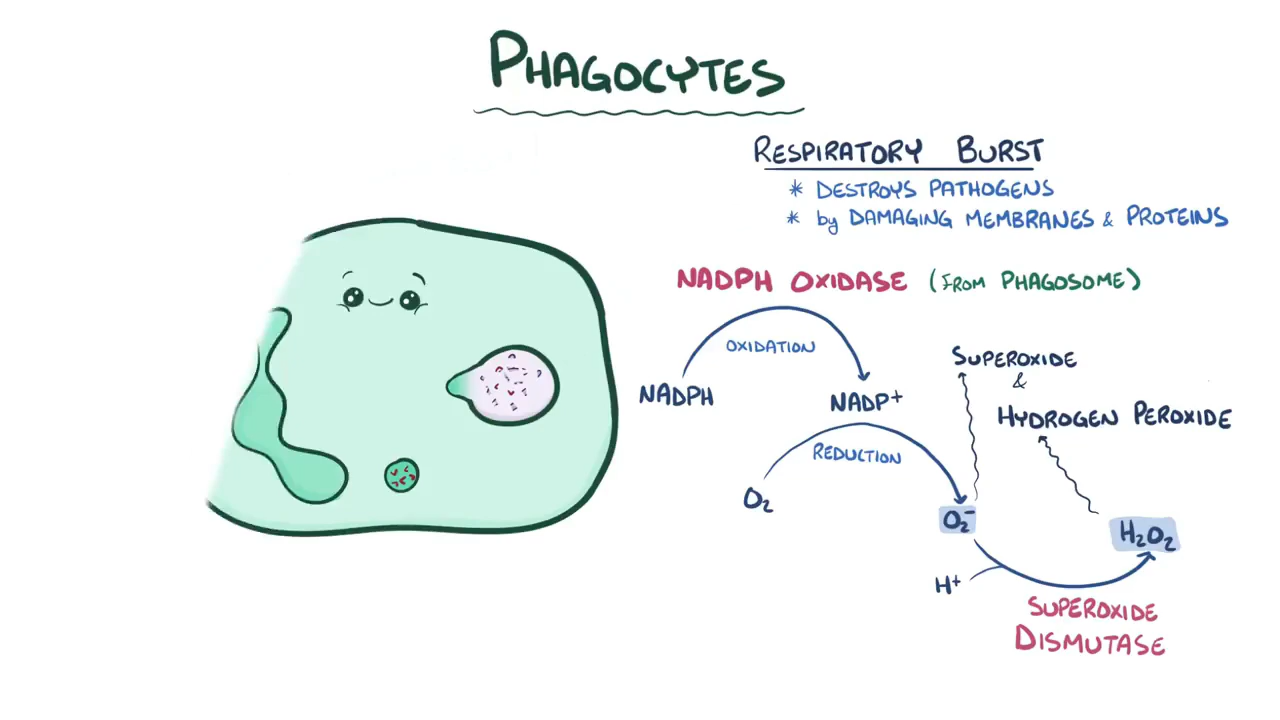 PHAGOCYTES
RESPIRATORY BURST
* DESTROYS PATHOGENS
* by DAMAGING MEMBRANES & PROTEINS
NADPH OXIDASE (FROM PHAGOSOME)
OXIDATION
NADPH
NADP+
REDUCTION
O₂
O₂⁻
SUPEROXIDE
&
HYDROGEN PEROXIDE
H₂O₂
H⁺
SUPEROXIDE
DISMUTASE